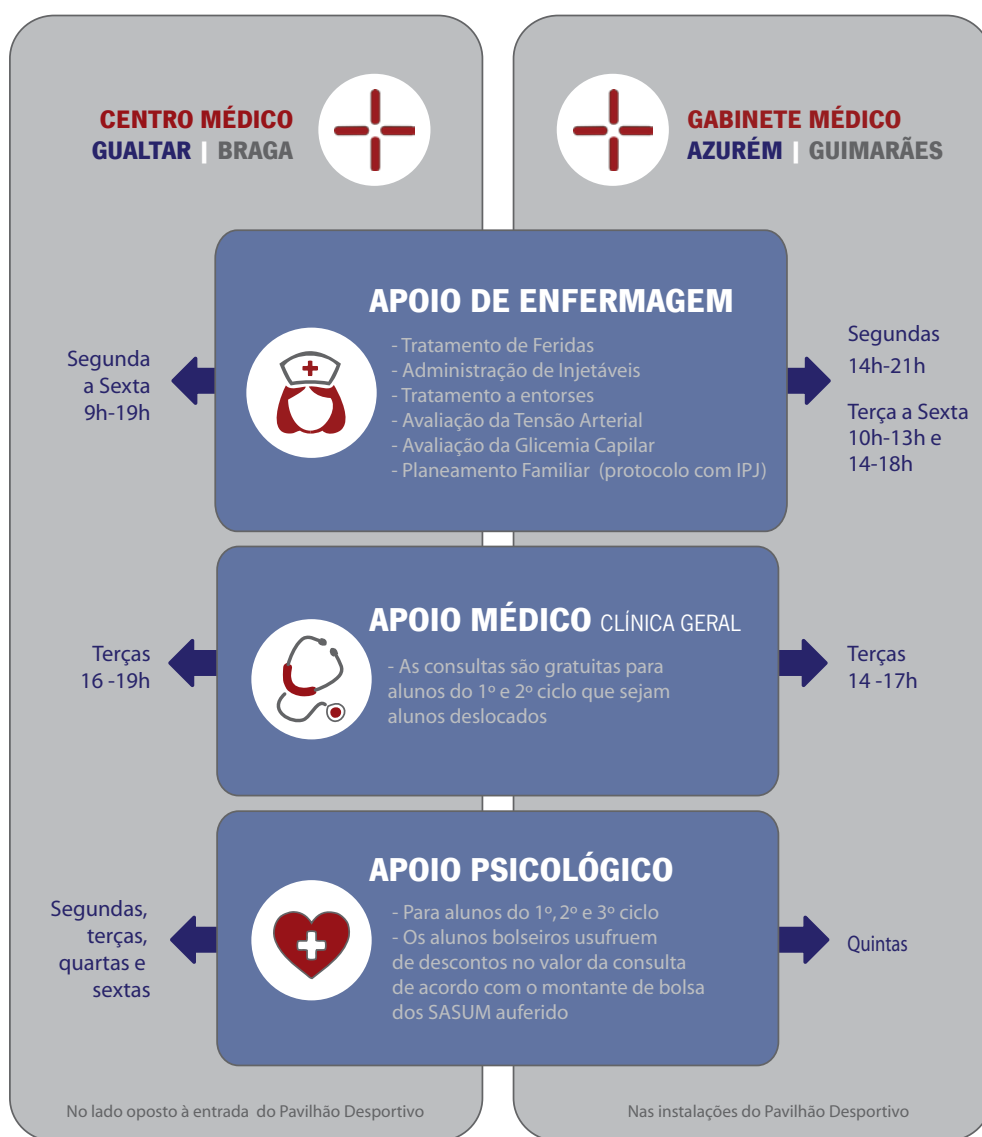 CENTRO MÉDICO
GUALTAR | BRAGA
GABINETE MÉDICO
AZURÉM | GUIMARÃES
APOIO DE ENFERMAGEM
- Tratamento de Feridas
- Administração de Injetáveis
- Tratamento a entorses
- Avaliação da Tensão Arterial
- Avaliação da Glicemia Capilar
- Planeamento Familiar (protocolo com IPJ)
Segunda
a Sexta
9h-19h
Segundas
14h-21h
Terça a Sexta
10h-13h e
14-18h
APOIO MÉDICO CLÍNICA GERAL
- As consultas são gratuitas para
alunos do 1º e 2º ciclo que sejam
alunos deslocados
Terças
16 -19h
Terças
14 -17h
APOIO PSICOLÓGICO
- Para alunos do 1º, 2º e 3º ciclo
- Os alunos bolseiros usufruem
de descontos no valor da consulta
de acordo com o montante de bolsa
dos SASUM auferido
Segundas,
terças,
quartas e
sextas
Quintas
No lado oposto à entrada do Pavilhão Desportivo
Nas instalações do Pavilhão Desportivo